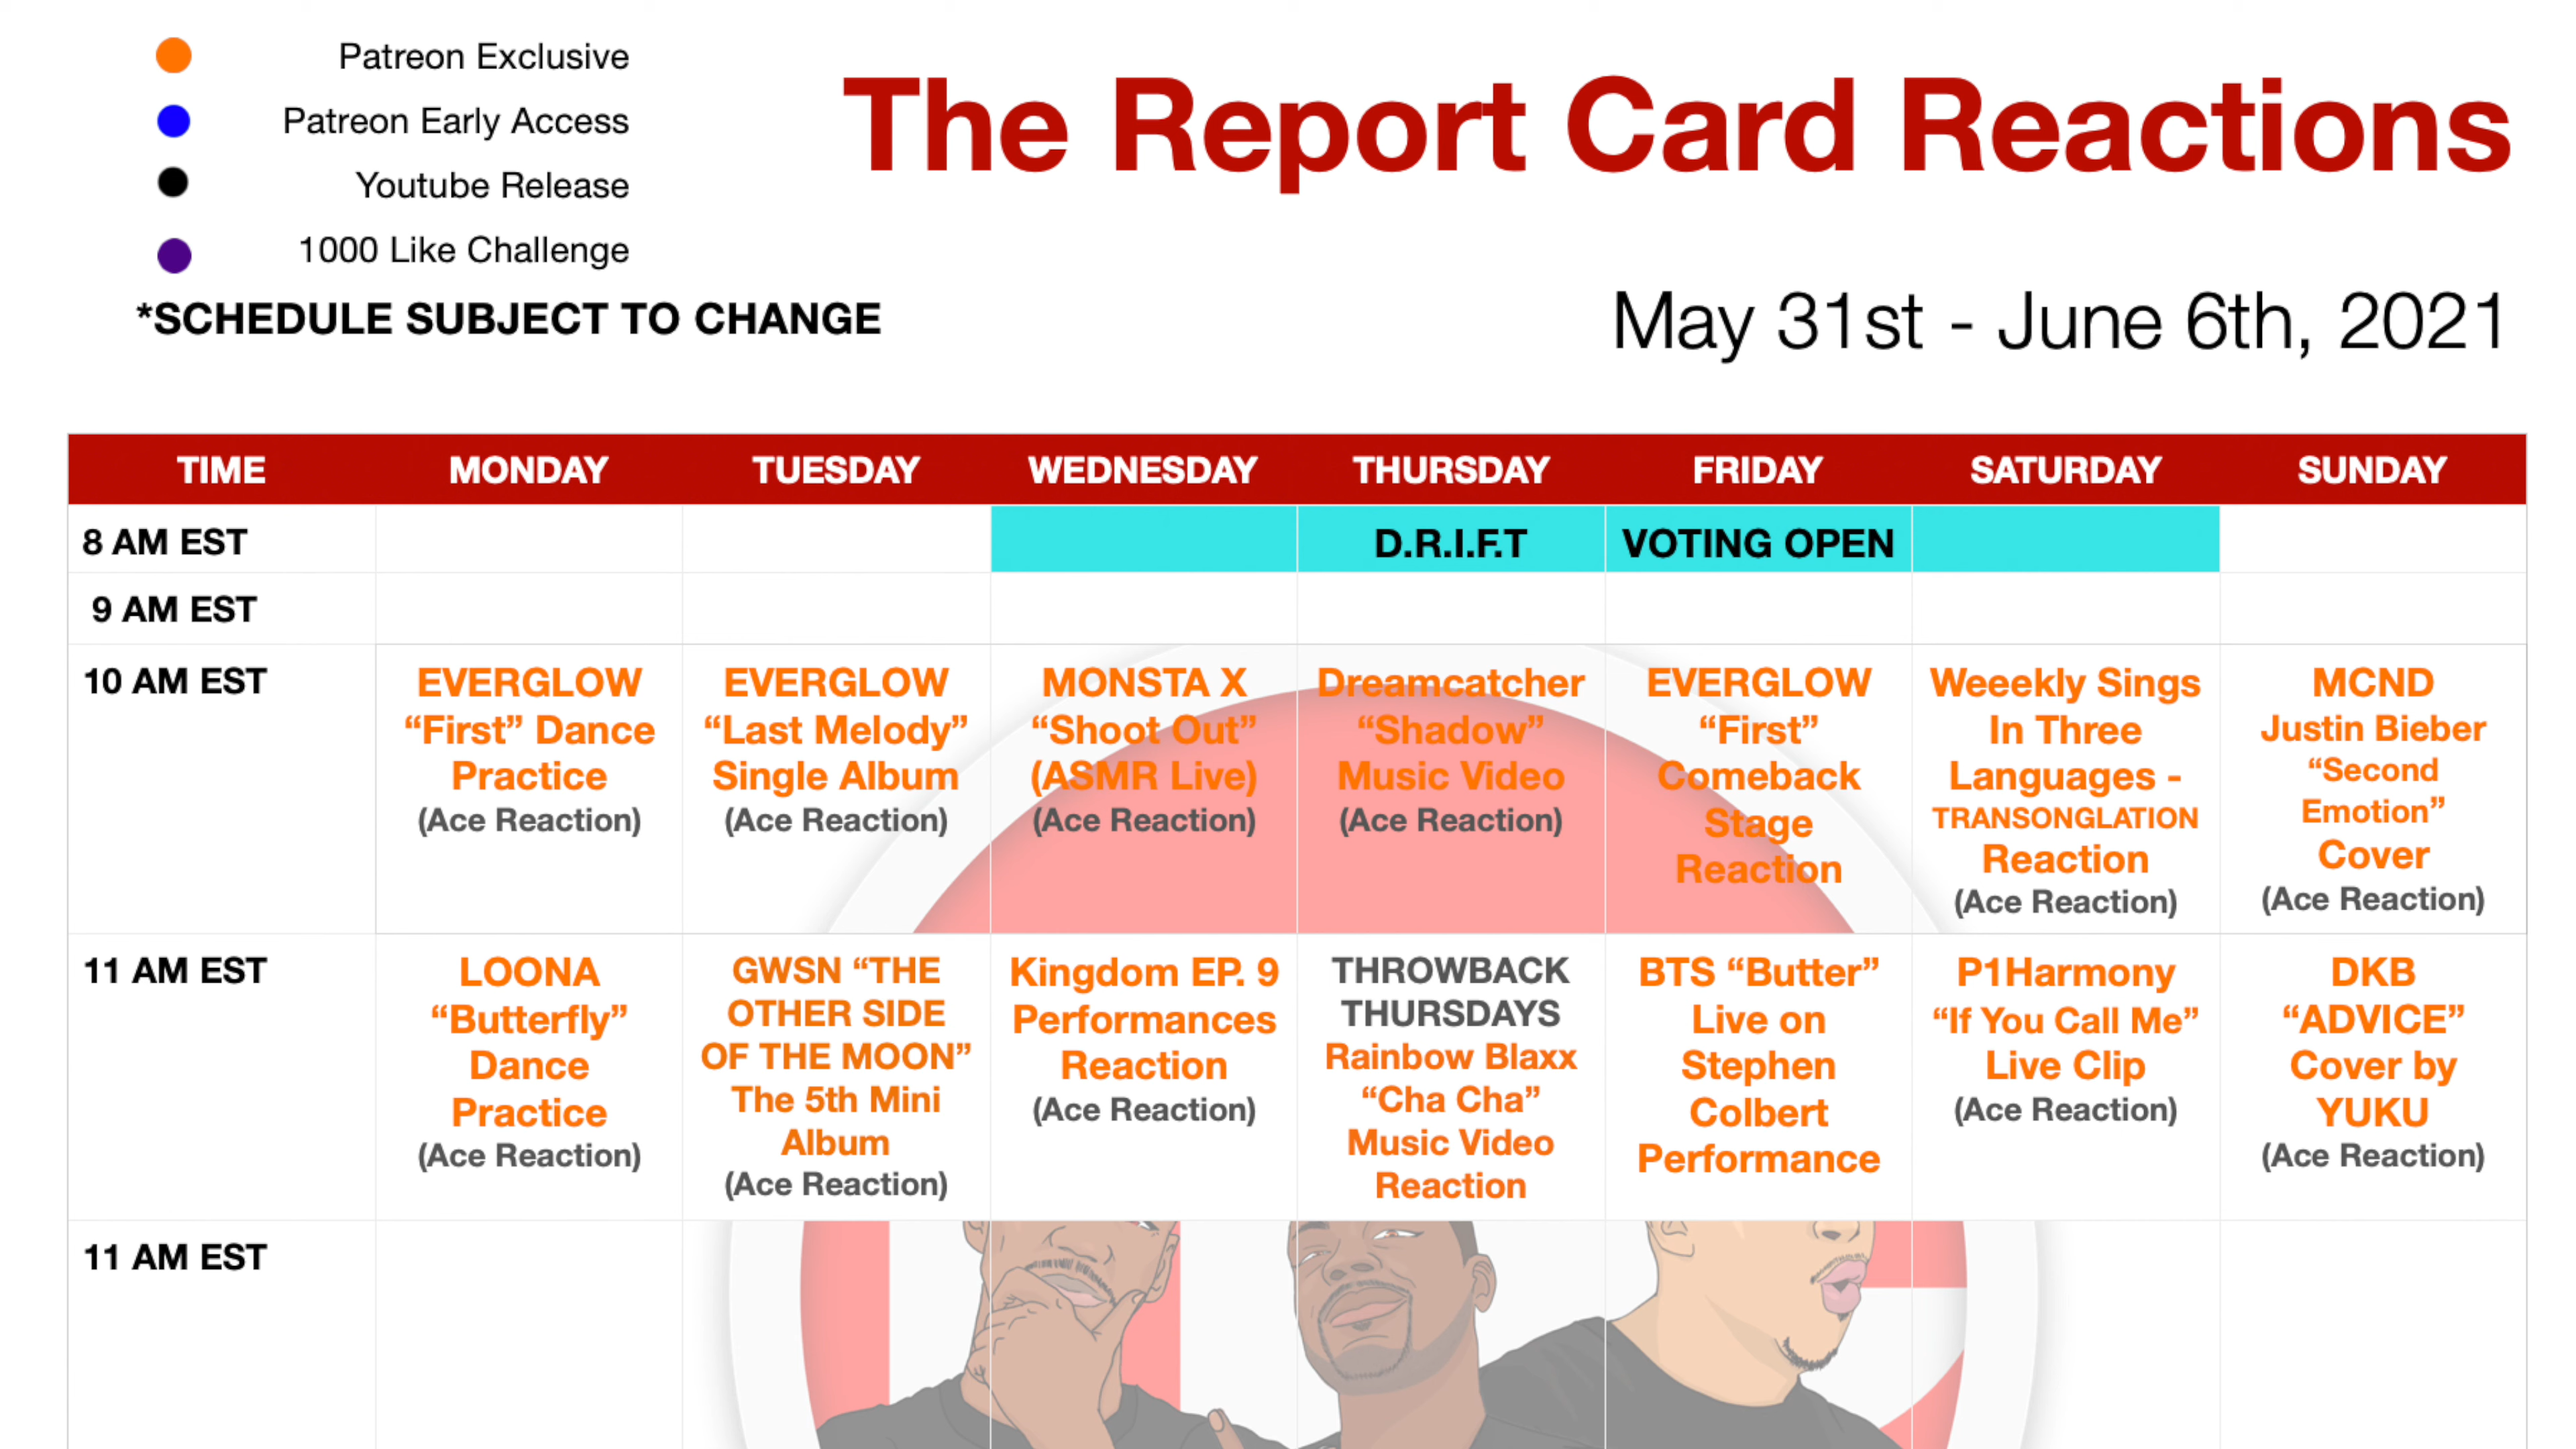 Patreon Exclusive
Patreon Early Access
Youtube Release
1000 Like Challenge
*SCHEDULE SUBJECT TO CHANGE
The Report Card Reactions
May 31st - June 6th, 2021
TIME
MONDAY
TUESDAY
WEDNESDAY
THURSDAY
FRIDAY
SATURDAY
SUNDAY
8 AM EST
D.R.I.F.T
VOTING OPEN
9 AM EST
10 AM EST
EVERGLOW
“First” Dance
Practice
(Ace Reaction)
EVERGLOW
“Last Melody”
Single Album
(Ace Reaction)
MONSTA X
“Shoot Out”
(ASMR Live)
(Ace Reaction)
Dreamcatcher
“Shadow”
Music Video
(Ace Reaction)
EVERGLOW
“First”
Comeback
Stage
Reaction
Weeekly Sings
In Three
Languages -
TRANSONGLATION
Reaction
(Ace Reaction)
MCND
Justin Bieber
“Second
Emotion”
Cover
(Ace Reaction)
11 AM EST
LOONA
“Butterfly”
Dance
Practice
(Ace Reaction)
GWSN “THE
OTHER SIDE
OF THE MOON”
The 5th Mini
Album
(Ace Reaction)
Kingdom EP. 9
Performances
Reaction
(Ace Reaction)
THROWBACK
THURSDAYS
Rainbow Blaxx
“Cha Cha”
Music Video
Reaction
BTS “Butter”
Live on
Stephen
Colbert
Performance
P1Harmony
“If You Call Me”
Live Clip
(Ace Reaction)
DKB
“ADVICE”
Cover by
YUKU
(Ace Reaction)
11 AM EST